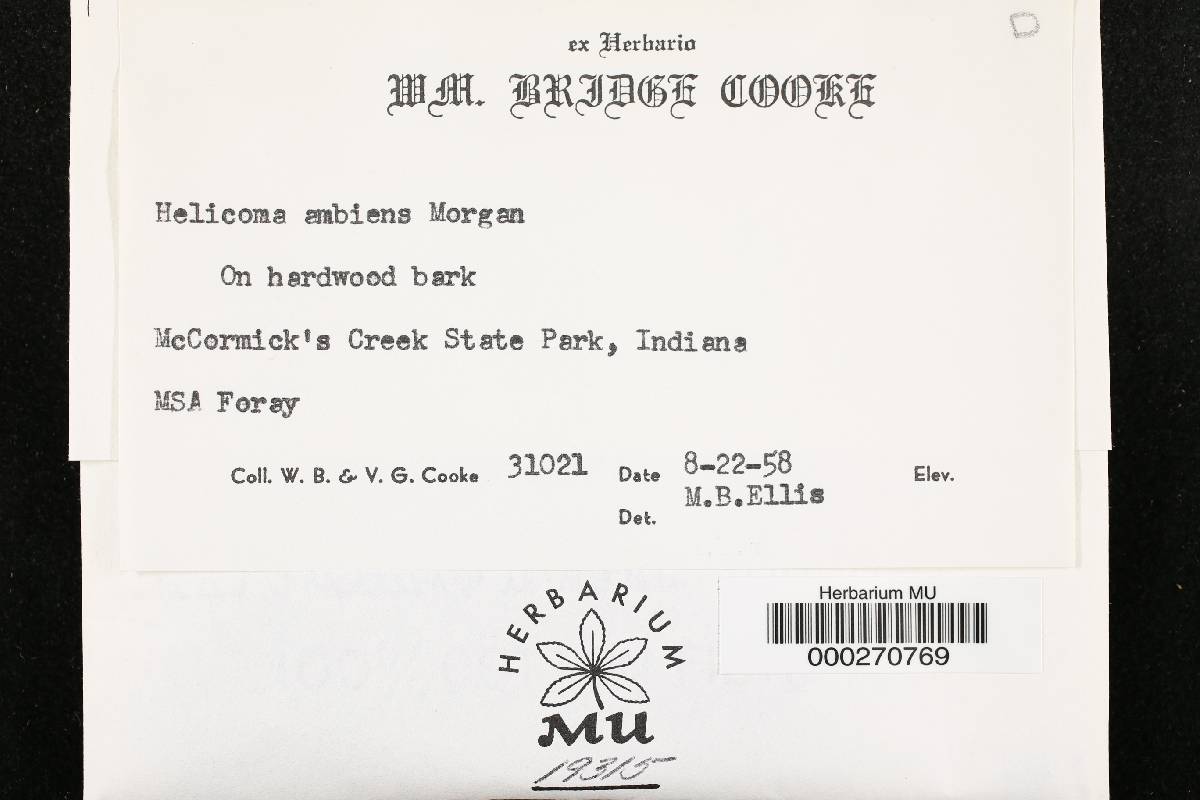 D
ex Herbario
WM. BRIDGE COOKE
Helicoma ambiens Morgan
On hardwood bark
McCormick's Creek State Park, Indiana
MSA Foray
Coll. W. B. & V. G. Cooke 31021 Date 8-22-58 Elev.
M.B.Ellis
Det.
HERBARIUM
MU
19315
Herbarium MU
000270769